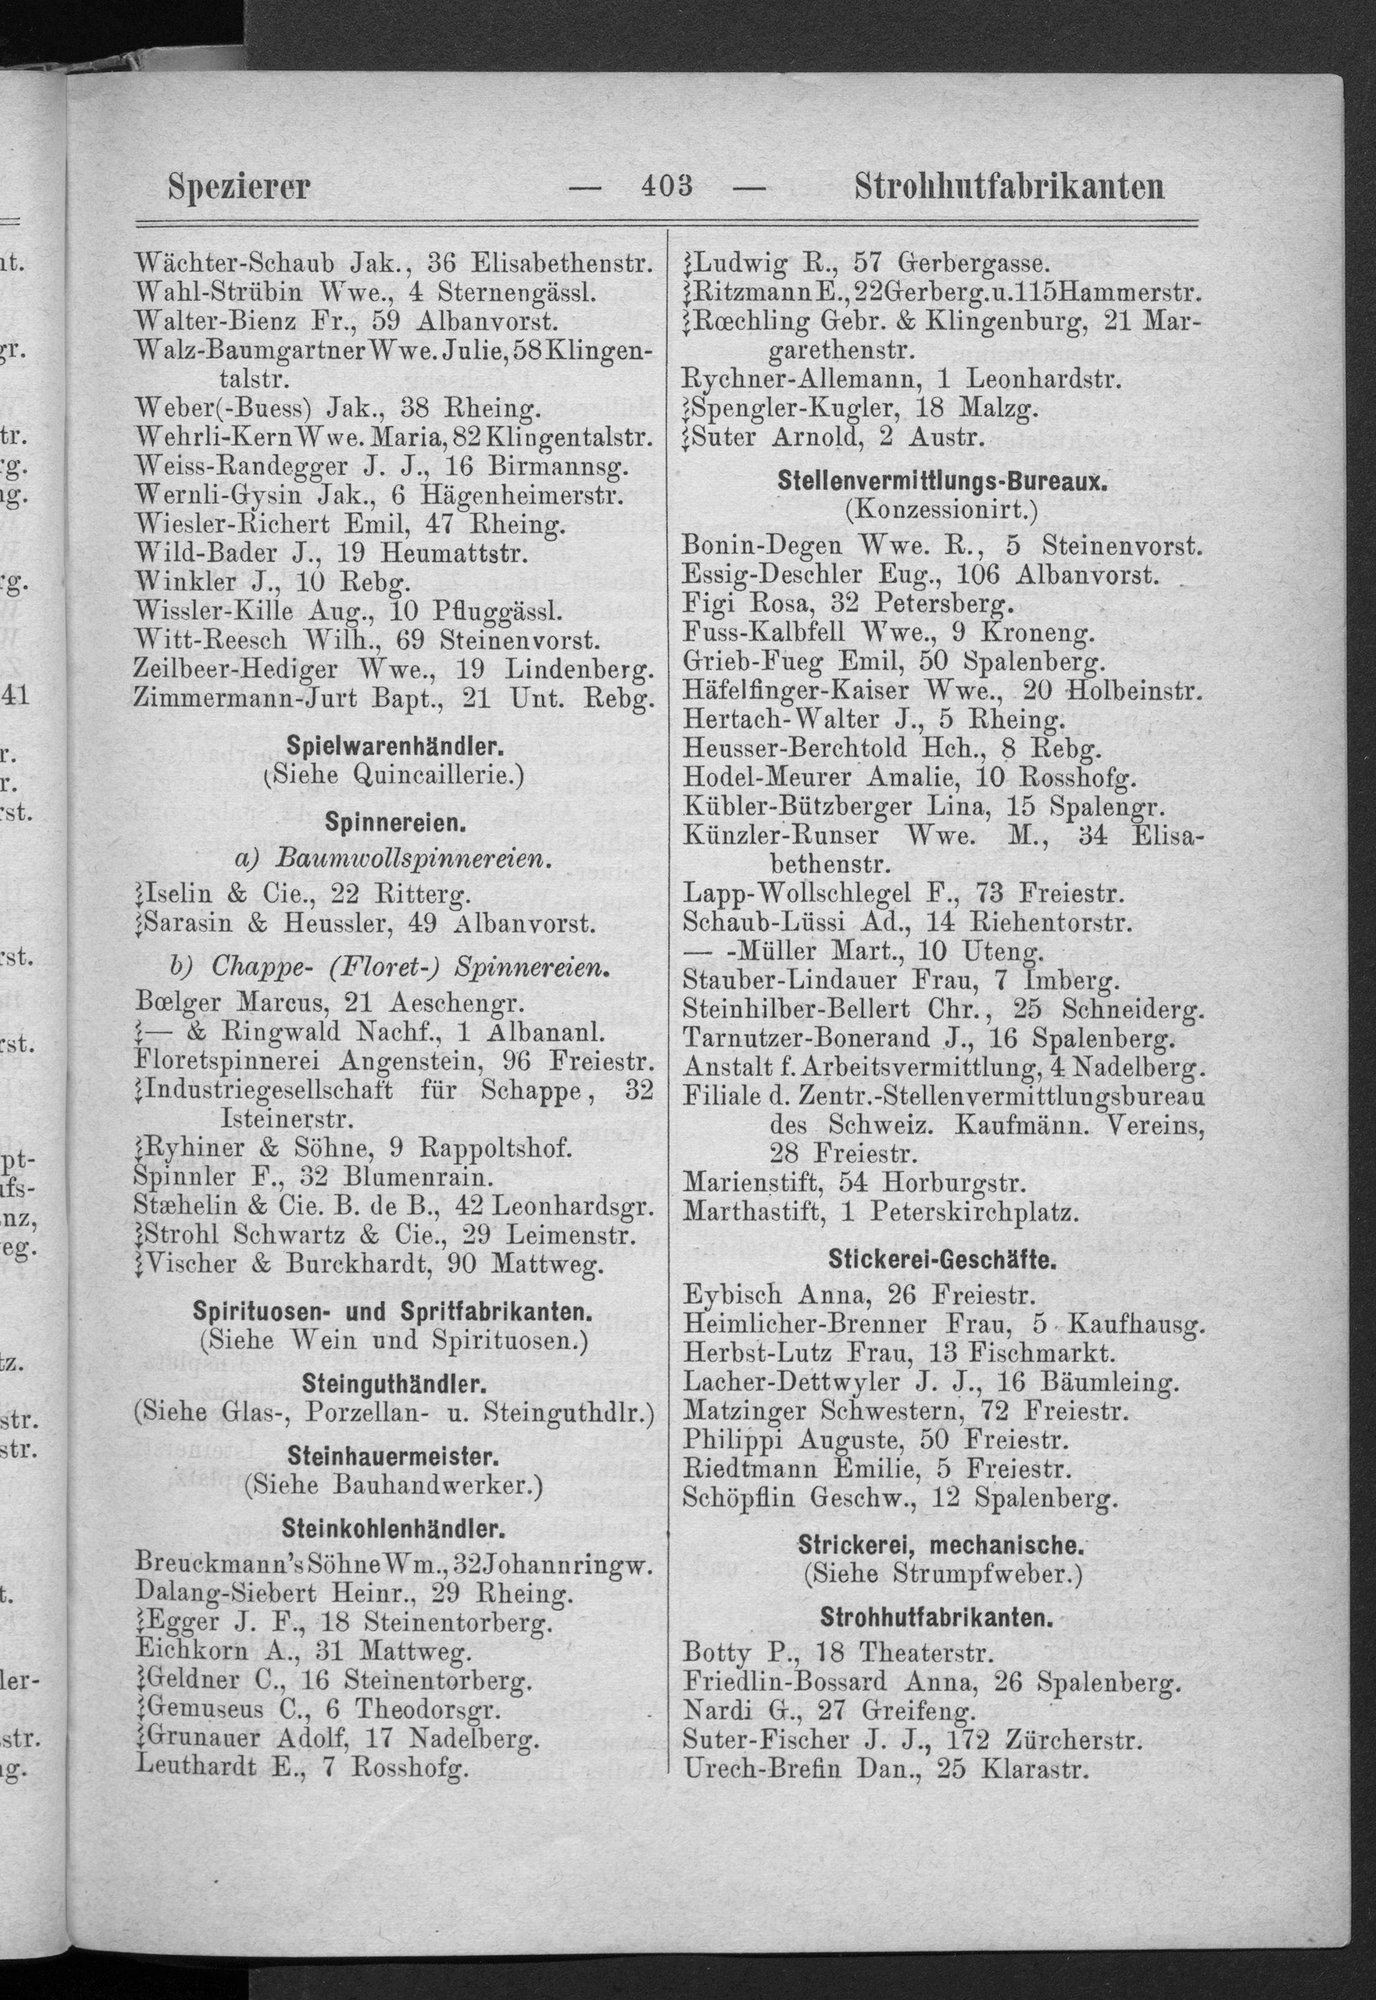 Spezierer — 403 — Strohhutfabrikanten
Wächter-Schaub Jak., 36 Elisabethenstr.
Wahl-Strübin Wwe., 4 Sternengässl.
Walter-Bienz Fr., 59 Albanvorst.
Walz-Baumgartner Wwe. Julie, 58 Klingen-
talstr.
Weber(-Buess) Jak., 38 Rheing.
Wehrli-Kern Wwe. Maria, 82 Klingentalstr.
Weiss-Randegger J. J., 16 Birmannsg.
Wernli-Gysin Jak., 6 Hägenheimerstr.
Wiesler-Richert Emil, 47 Rheing.
Wild-Bader J., 19 Heumattstr.
Winkler J., 10 Rebg.
Wissler-Kille Aug., 10 Pfluggässl.
Witt-Reesch Wilh., 69 Steinenvorst.
Zeilbeer-Hediger Wwe., 19 Lindenberg.
Zimmermann-Jurt Bapt., 21 Unt. Rebg.
Spielwarenhändler.
(Siehe Quincaillerie.)
Spinnereien.
a) Baumwollspinnereien.
⸾Iselin & Cie., 22 Ritterg.
⸾Sarasin & Heussler, 49 Albanvorst.
b) Chappe- (Floret-) Spinnereien.
Bœlger Marcus, 21 Aeschengr.
⸾— & Ringwald Nachf., 1 Albananl.
Floretspinnerei Angenstein, 96 Freiestr.
⸾Industriegesellschaft für Schappe, 32
Isteinerstr.
⸾Ryhiner & Söhne, 9 Rappoltshof.
Spinnler F., 32 Blumenrain.
Stæhelin & Cie. B. de B., 42 Leonhardsgr.
⸾Strohl Schwartz & Cie., 29 Leimenstr.
⸾Vischer & Burckhardt, 90 Mattweg.
Spirituosen- und Spritfabrikanten.
(Siehe Wein und Spirituosen.)
Steinguthändler.
(Siehe Glas-, Porzellan- u. Steinguthdlr.)
Steinhauermeister.
(Siehe Bauhandwerker.)
Steinkohlenhändler.
Breuckmann's Söhne Wm., 32 Johannringw.
Dalang-Siebert Heinr., 29 Rheing.
⸾Egger J. F., 18 Steinentorberg.
Eichkorn A., 31 Mattweg.
⸾Geldner C., 16 Steinentorberg.
⸾Gemuseus C., 6 Theodorsgr.
⸾Grunauer Adolf, 17 Nadelberg.
Leuthardt E., 7 Rosshofg.
⸾Ludwig R., 57 Gerbergasse.
⸾Ritzmann E., 22 Gerberg. u. 115 Hammerstr.
⸾Rœchling Gebr. & Klingenburg, 21 Mar-
garethenstr.
Rychner-Allemann, 1 Leonhardstr.
⸾Spengler-Kugler, 18 Malzg.
⸾Suter Arnold, 2 Austr.
Stellenvermittlungs-Bureaux.
(Konzessionirt.)
Bonin-Degen Wwe. R., 5 Steinenvorst.
Essig-Deschler Eug., 106 Albanvorst.
Figi Rosa, 32 Petersberg.
Fuss-Kalbfell Wwe., 9 Kroneng.
Grieb-Fueg Emil, 50 Spalenberg.
Häfelfinger-Kaiser Wwe., 20 Holbeinstr.
Hertach-Walter J., 5 Rheing.
Heusser-Berchtold Hch., 8 Rebg.
Hodel-Meurer Amalie, 10 Rosshofg.
Kübler-Bützberger Lina, 15 Spalengr.
Künzler-Runser Wwe. M., 34 Elisa-
bethenstr.
Lapp-Wollschlegel F., 73 Freiestr.
Schaub-Lüssi Ad., 14 Riehentorstr.
— -Müller Mart., 10 Uteng.
Stauber-Lindauer Frau, 7 Imberg.
Steinhilber-Bellert Chr., 25 Schneiderg.
Tarnutzer-Bonerand J., 16 Spalenberg.
Anstalt f. Arbeitsvermittlung, 4 Nadelberg.
Filiale d. Zentr.-Stellenvermittlungsbureau
des Schweiz. Kaufmänn. Vereins,
28 Freiestr.
Marienstift, 54 Horburgstr.
Marthastift, 1 Peterskirchplatz.
Stickerei-Geschäfte.
Eybisch Anna, 26 Freiestr.
Heimlicher-Brenner Frau, 5 Kaufhausg.
Herbst-Lutz Frau, 13 Fischmarkt.
Lacher-Dettwyler J. J., 16 Bäumleing.
Matzinger Schwestern, 72 Freiestr.
Philippi Auguste, 50 Freiestr.
Riedtmann Emilie, 5 Freiestr.
Schöpflin Geschw., 12 Spalenberg.
Strickerei, mechanische.
(Siehe Strumpfweber.)
Strohhutfabrikanten.
Botty P., 18 Theaterstr.
Friedlin-Bossard Anna, 26 Spalenberg.
Nardi G., 27 Greifeng.
Suter-Fischer J. J., 172 Zürcherstr.
Urech-Brefin Dan., 25 Klarastr.